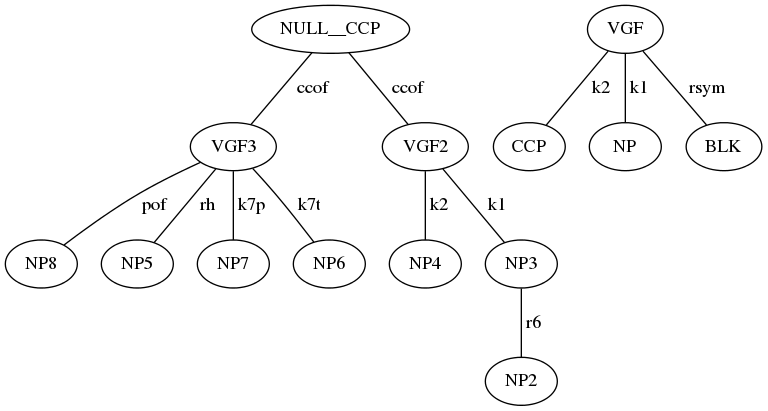 NULL__CCP VGF
ccof ccof k2 k1 rsym
VGF3 VGF2 CCP NP BLK
pof rh k7p k7t k2 k1
NP8 NP5 NP7 NP6 NP4 NP3
r6
NP2